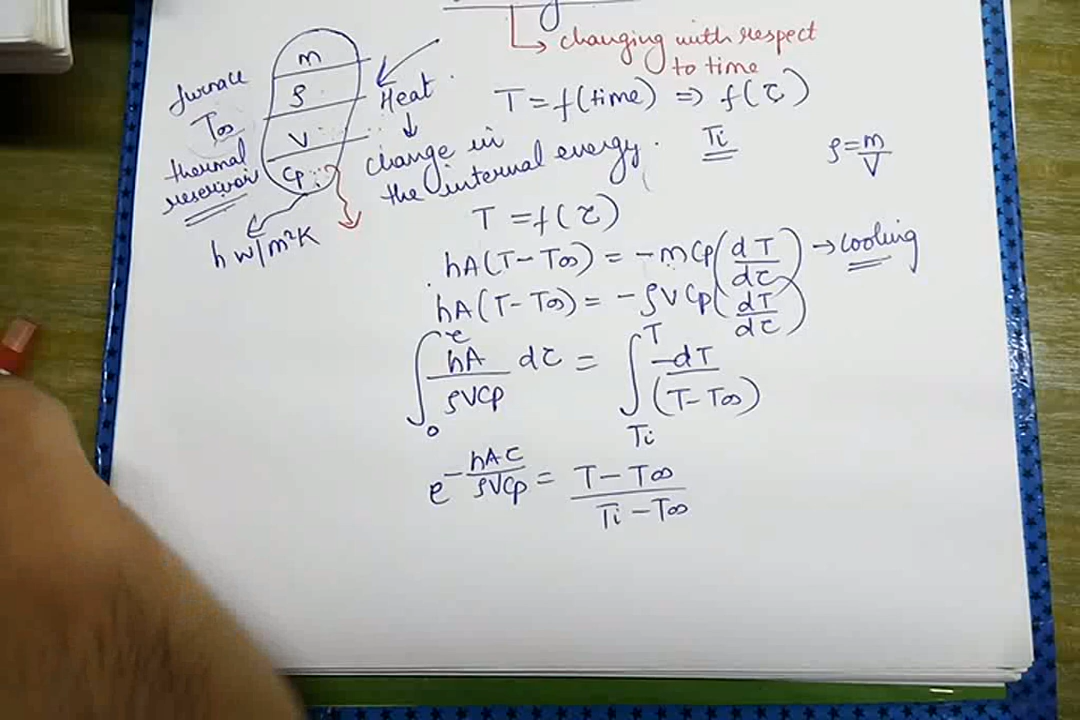 changing with respect
to time
m
ρ
V
Cp
furnace
T∞
thermal
reservoir
h W/m²K
Heat
↓
change in
the internal energy.
T = f(time) ⇒ f(τ)
Ti
ρ = m/V
T = f(τ)
hA(T - T∞) = -mCp(dT/dτ) → cooling
hA(T - T∞) = -ρVCp(dT/dτ)
∫₀^τ hA/ρVCp dτ = ∫_Ti^T -dT/(T - T∞)
e^(-hAτ/ρVCp) = (T - T∞)/(Ti - T∞)